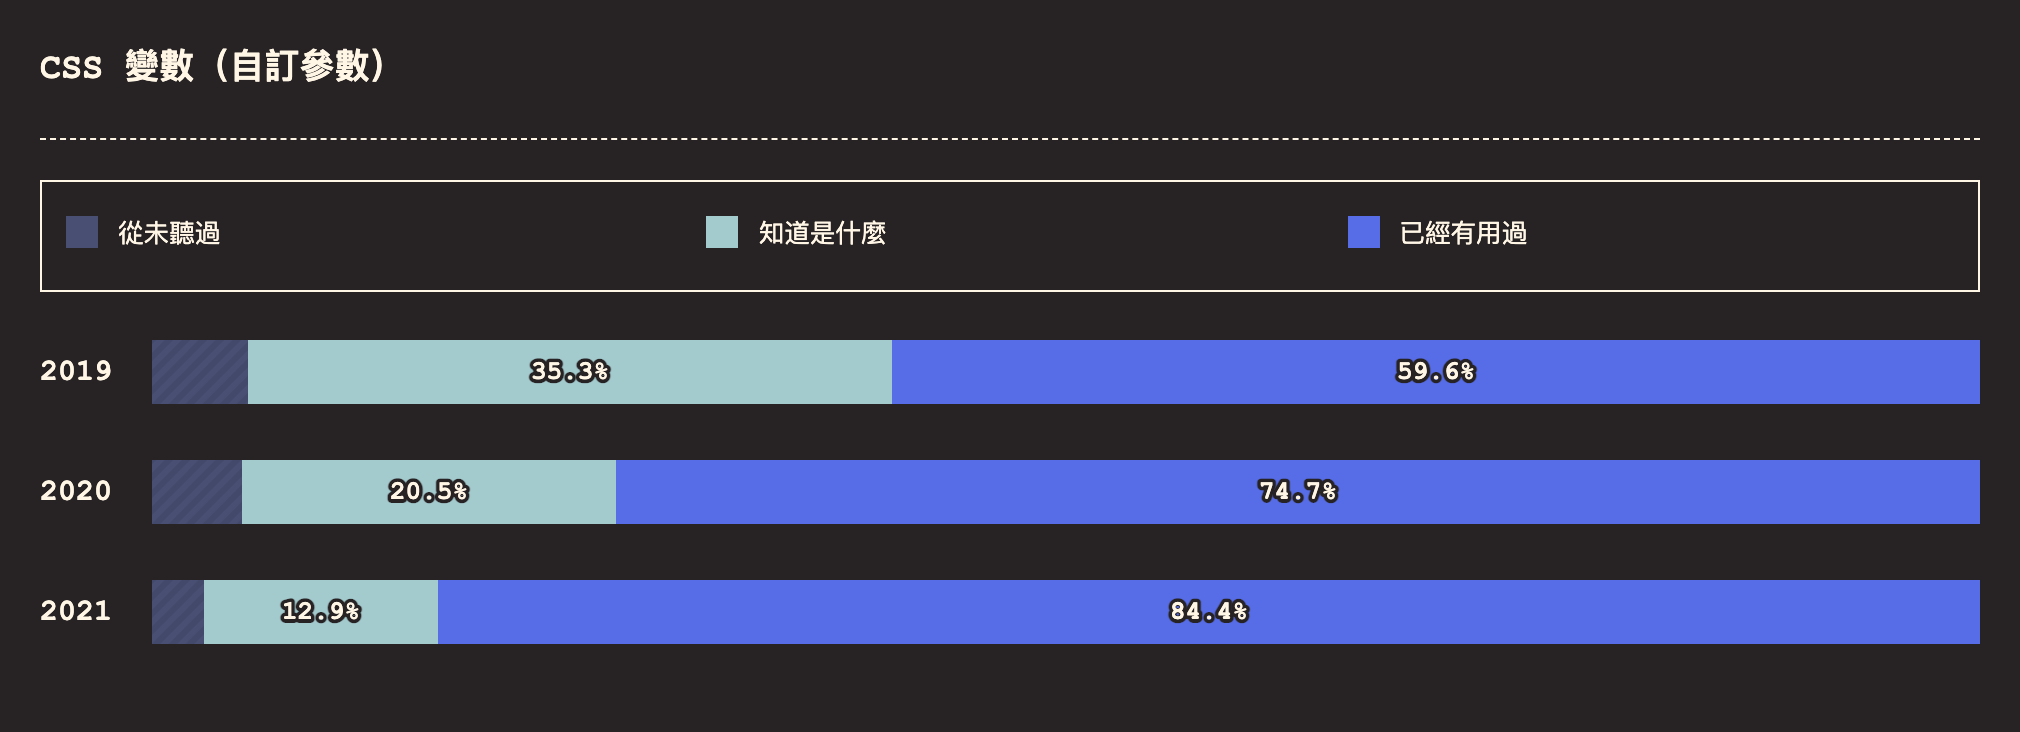 CSS 變數（自訂參數）
從未聽過 知道是什麼 已經有用過
2019 35.3% 59.6%
2020 20.5% 74.7%
2021 12.9% 84.4%